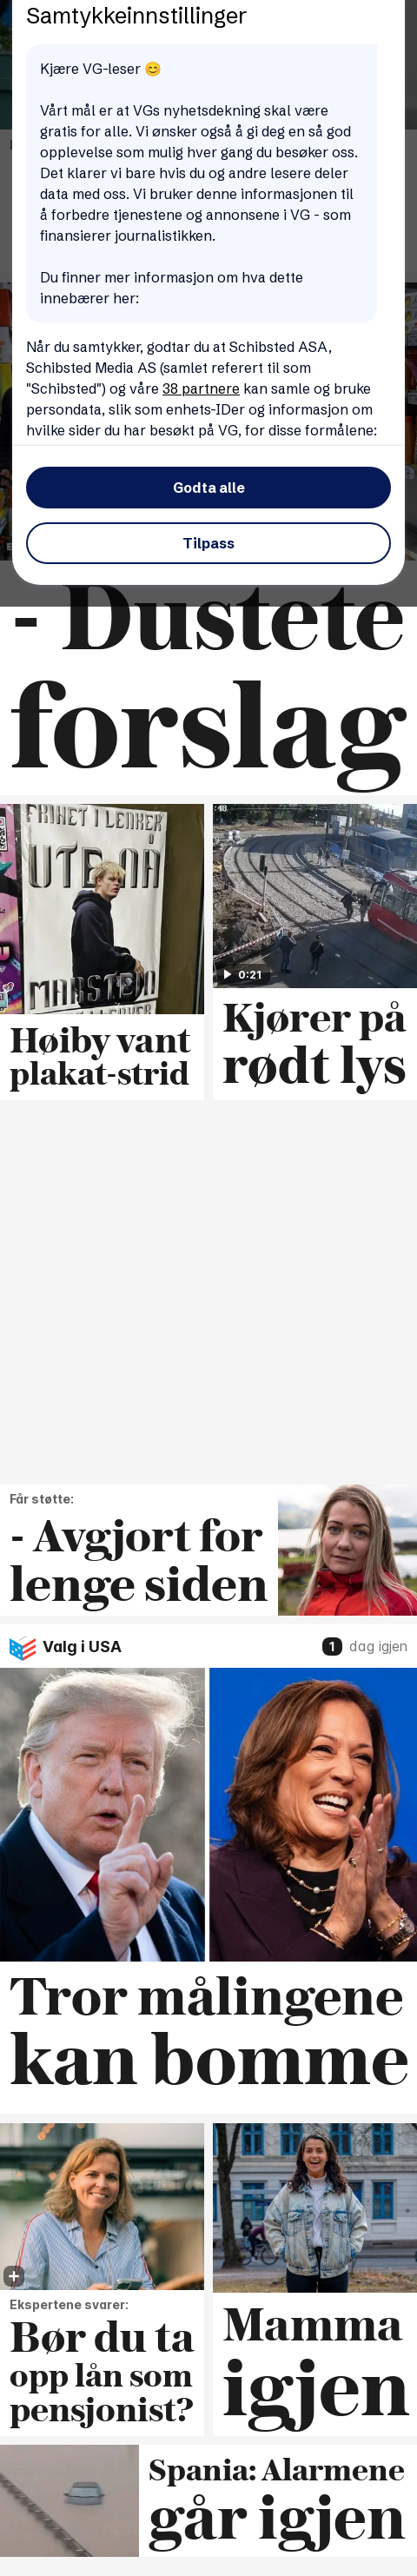 Samtykkeinnstillinger
Kjære VG-leser 😊
Vårt mål er at VGs nyhetsdekning skal være
gratis for alle. Vi ønsker også å gi deg en så god
opplevelse som mulig hver gang du besøker oss.
Det klarer vi bare hvis du og andre lesere deler
data med oss. Vi bruker denne informasjonen til
å forbedre tjenestene og annonsene i VG - som
finansierer journalistikken.
Du finner mer informasjon om hva dette
innebærer her:
Når du samtykker, godtar du at Schibsted ASA,
Schibsted Media AS (samlet referert til som
"Schibsted") og våre 38 partnere kan samle og bruke
persondata, slik som enhets-IDer og informasjon om
hvilke sider du har besøkt på VG, for disse formålene:
Godta alle
Tilpass
- Dustete
forslag
FRIHET I LENKER
UTE NÅ
MARSTEIN
0:21
Høiby vant
plakat-strid
Kjører på
rødt lys
Får støtte:
- Avgjort for
lenge siden
Valg i USA
1 dag igjen
Tror målingene
kan bomme
Ekspertene svarer:
Bør du ta
opp lån som
pensjonist?
Mamma
igjen
Spania: Alarmene
går igjen